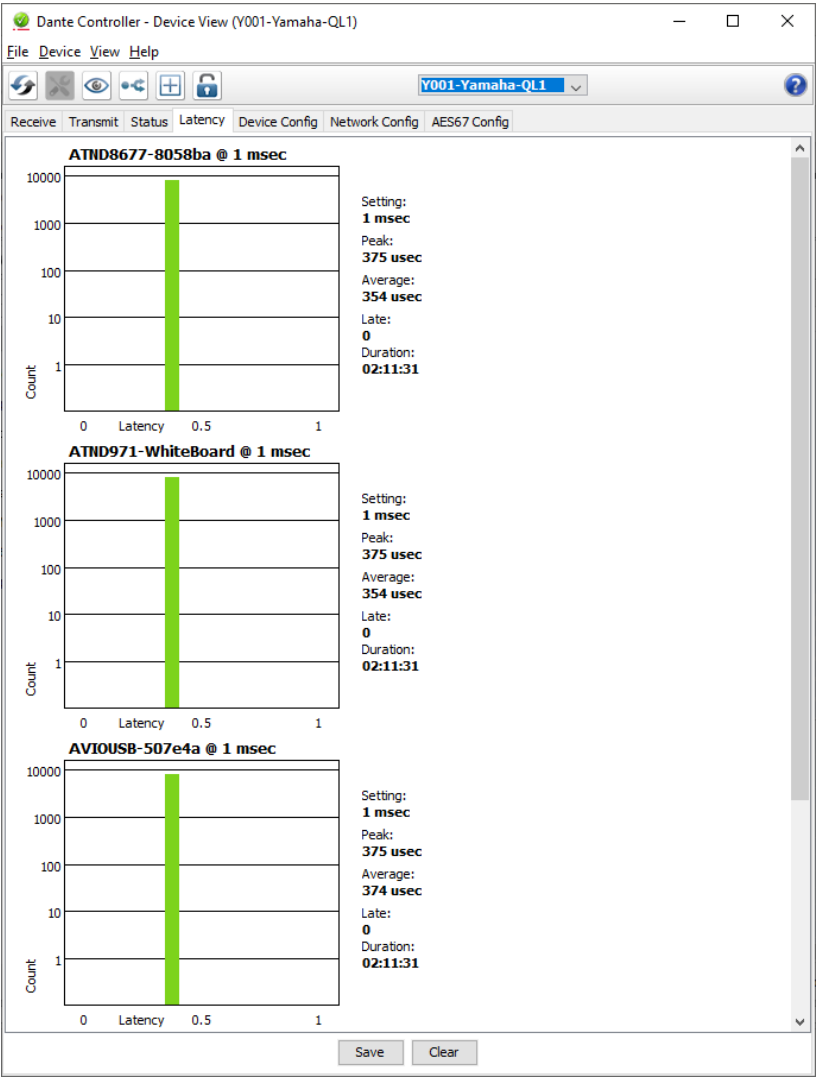 Dante Controller - Device View (Y001-Yamaha-QL1)
File Device View Help
Y001-Yamaha-QL1
?
Receive Transmit Status Latency Device Config Network Config AES67 Config
ATND8677-8058ba @ 1 msec
10000
1000
100
10
1
Count
0 Latency 0.5 1
Setting:
1 msec
Peak:
375 usec
Average:
354 usec
Late:
0
Duration:
02:11:31
ATND971-WhiteBoard @ 1 msec
10000
1000
100
10
1
Count
0 Latency 0.5 1
Setting:
1 msec
Peak:
375 usec
Average:
354 usec
Late:
0
Duration:
02:11:31
AVIOUSB-507e4a @ 1 msec
10000
1000
100
10
1
Count
0 Latency 0.5 1
Setting:
1 msec
Peak:
375 usec
Average:
374 usec
Late:
0
Duration:
02:11:31
Save Clear